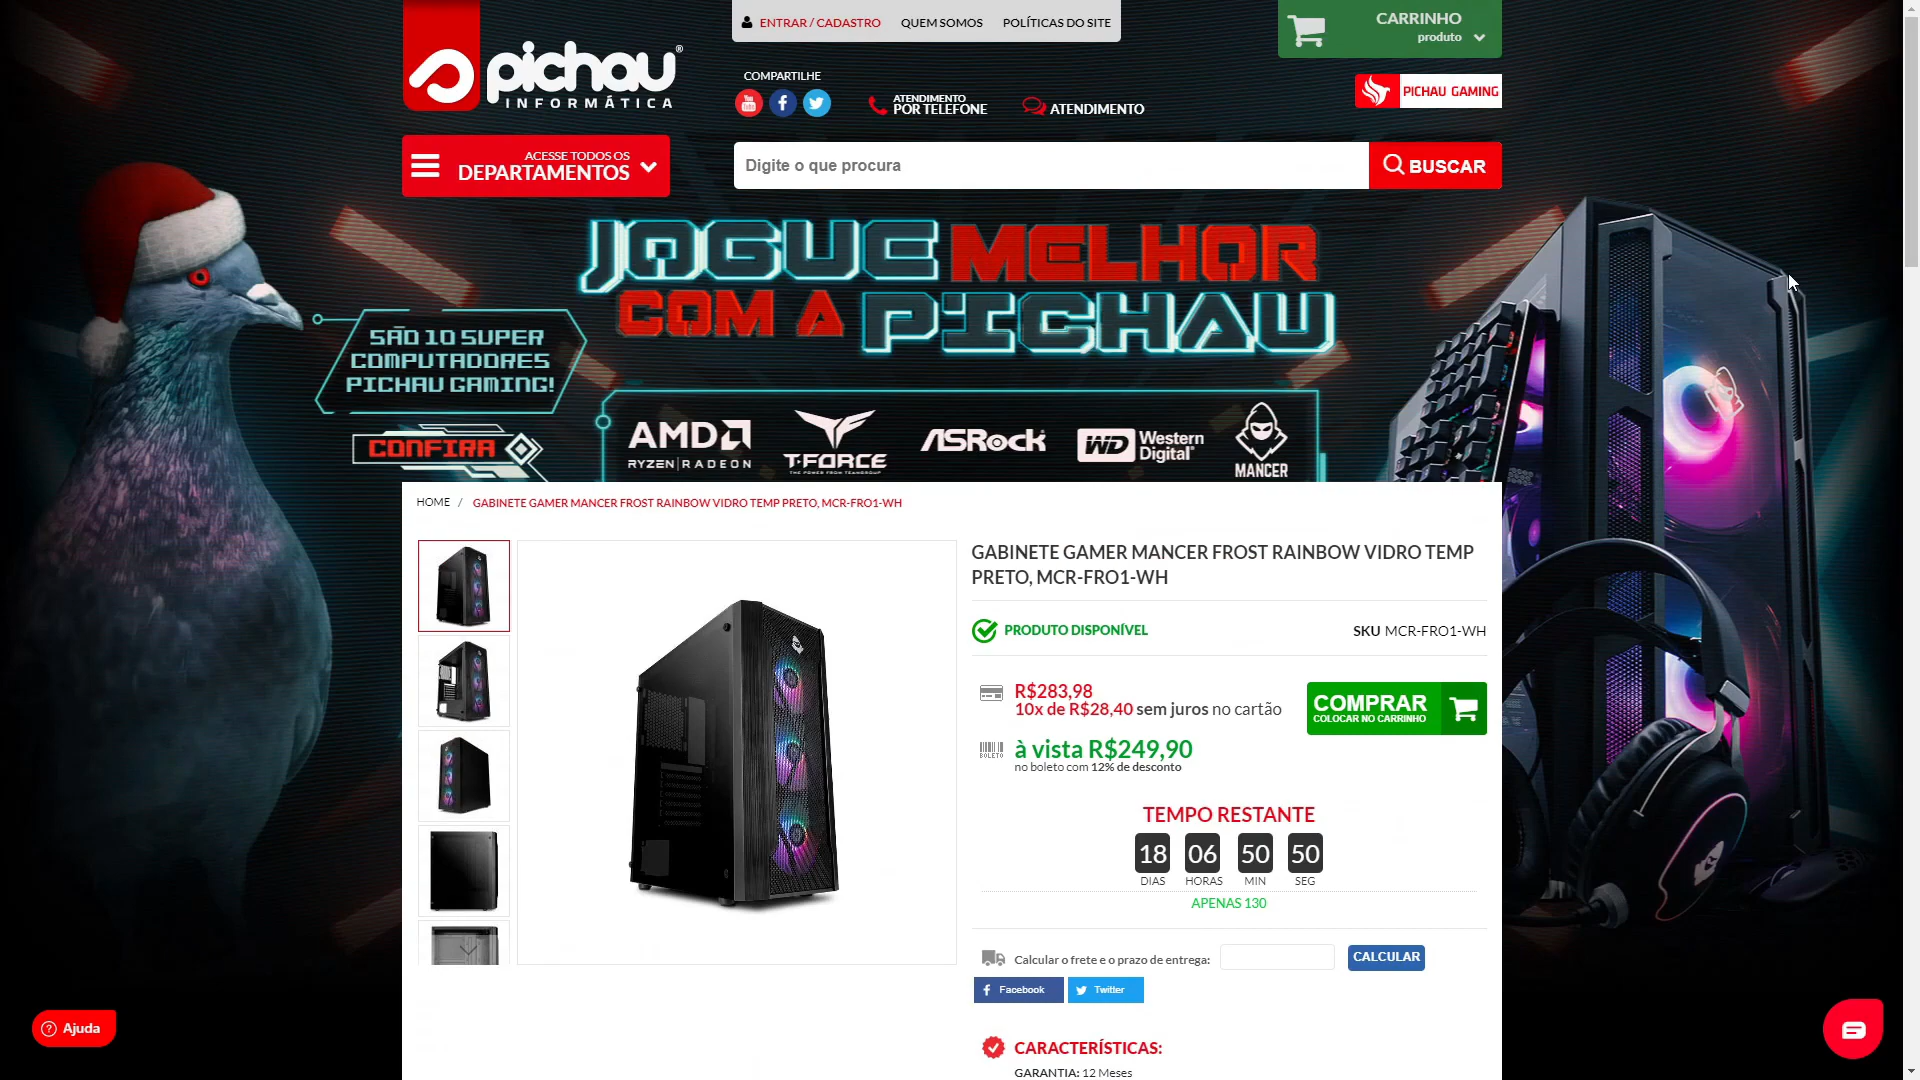 pichau®
INFORMÁTICA
ENTRAR / CADASTRO
QUEM SOMOS
POLÍTICAS DO SITE
CARRINHO
produto
COMPARTILHE
ATENDIMENTO
POR TELEFONE
ATENDIMENTO
PICHAU GAMING
ACESSE TODOS OS
DEPARTAMENTOS
Digite o que procura
BUSCAR
JOGUE MELHOR
COM A PICHAU
SÃO 10 SUPER
COMPUTADORES
PICHAU GAMING!
CONFIRA
AMD
RYZEN | RADEON
T-FORCE
THE POWER FROM TEAMGROUP
ASRock
WD Western
Digital®
MANCER
HOME / GABINETE GAMER MANCER FROST RAINBOW VIDRO TEMP PRETO, MCR-FRO1-WH
GABINETE GAMER MANCER FROST RAINBOW VIDRO TEMP
PRETO, MCR-FRO1-WH
PRODUTO DISPONÍVEL
SKU MCR-FRO1-WH
R$283,98
10x de R$28,40 sem juros no cartão
COMPRAR
COLOCAR NO CARRINHO
BOLETO
à vista R$249,90
no boleto com 12% de desconto
TEMPO RESTANTE
18 06 50 50
DIAS HORAS MIN SEG
APENAS 130
Calcular o frete e o prazo de entrega:
CALCULAR
Facebook
Twitter
Ajuda
CARACTERÍSTICAS:
GARANTIA: 12 Meses